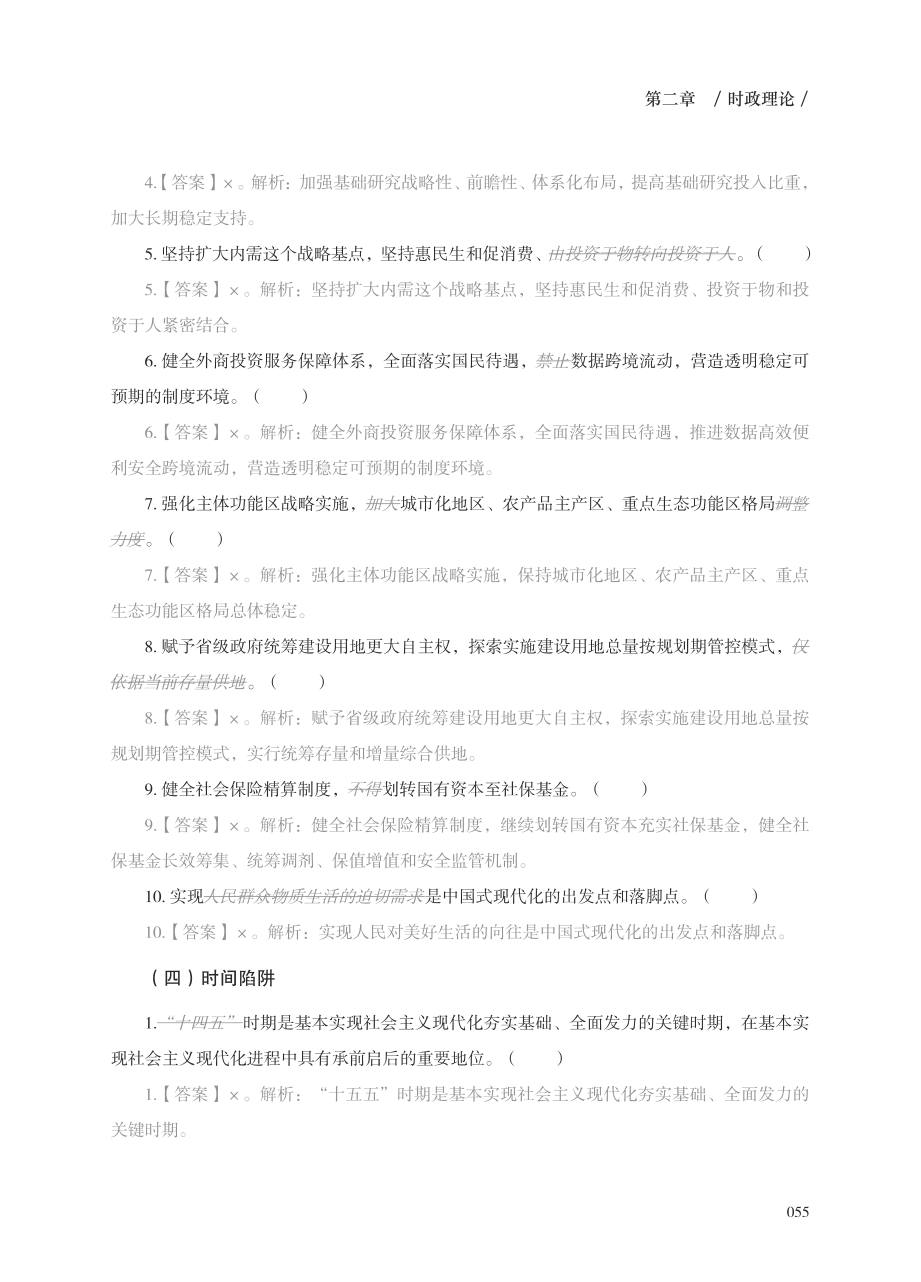 第二章 / 时政理论 /
4.【答案】×。解析：加强基础研究战略性、前瞻性、体系化布局，提高基础研究投入比重，
加大长期稳定支持。
5. 坚持扩大内需这个战略基点，坚持惠民生和促消费、由投资于物转向投资于人。（　　）
5.【答案】×。解析：坚持扩大内需这个战略基点，坚持惠民生和促消费、投资于物和投
资于人紧密结合。
6. 健全外商投资服务保障体系，全面落实国民待遇，禁止数据跨境流动，营造透明稳定可
预期的制度环境。（　　）
6.【答案】×。解析：健全外商投资服务保障体系，全面落实国民待遇，推进数据高效便
利安全跨境流动，营造透明稳定可预期的制度环境。
7. 强化主体功能区战略实施，加大城市化地区、农产品主产区、重点生态功能区格局调整
力度。（　　）
7.【答案】×。解析：强化主体功能区战略实施，保持城市化地区、农产品主产区、重点
生态功能区格局总体稳定。
8. 赋予省级政府统筹建设用地更大自主权，探索实施建设用地总量按规划期管控模式，仅
依据当前存量供地。（　　）
8.【答案】×。解析：赋予省级政府统筹建设用地更大自主权，探索实施建设用地总量按
规划期管控模式，实行统筹存量和增量综合供地。
9. 健全社会保险精算制度，不得划转国有资本至社保基金。（　　）
9.【答案】×。解析：健全社会保险精算制度，继续划转国有资本充实社保基金，健全社
保基金长效筹集、统筹调剂、保值增值和安全监管机制。
10. 实现人民群众物质生活的迫切需求是中国式现代化的出发点和落脚点。（　　）
10.【答案】×。解析：实现人民对美好生活的向往是中国式现代化的出发点和落脚点。
（四）时间陷阱
1.“十四五”时期是基本实现社会主义现代化夯实基础、全面发力的关键时期，在基本实
现社会主义现代化进程中具有承前启后的重要地位。（　　）
1.【答案】×。解析：“十五五”时期是基本实现社会主义现代化夯实基础、全面发力的
关键时期。
055